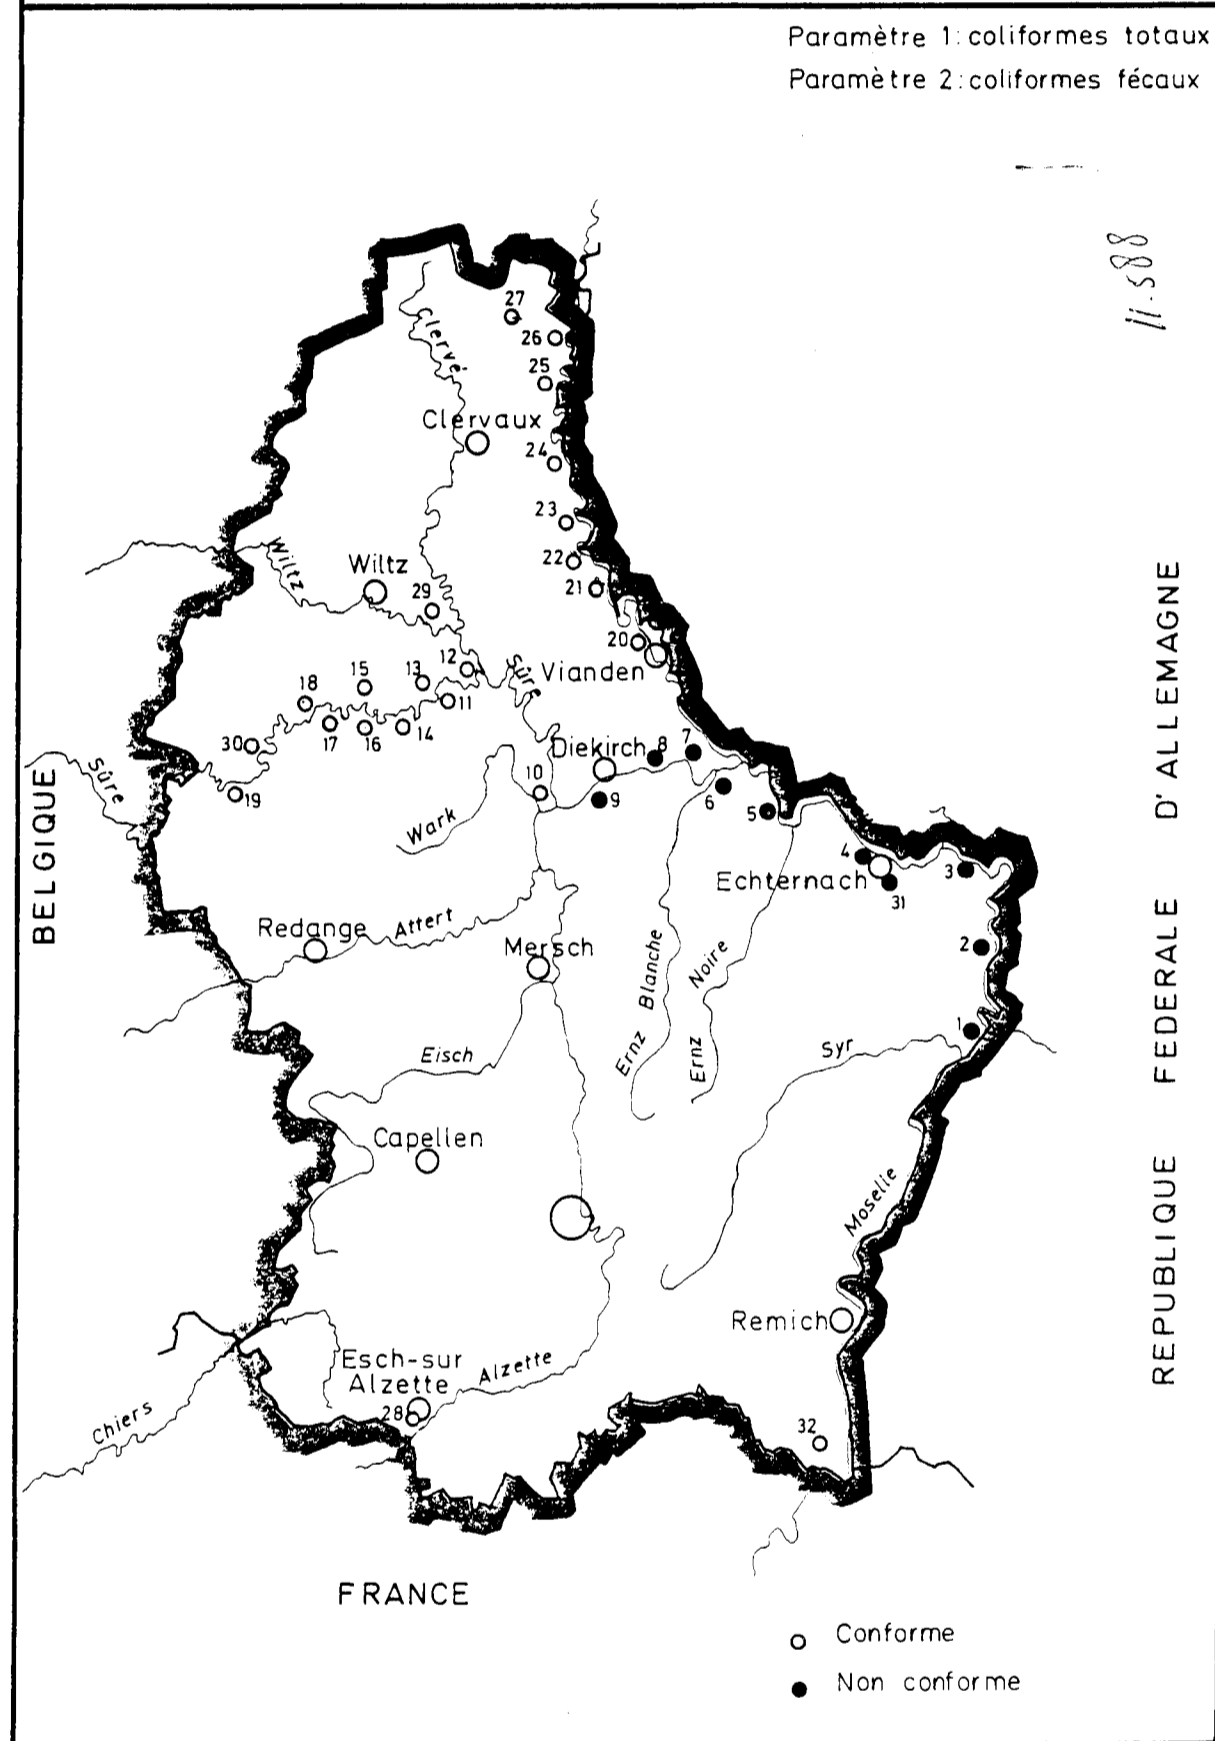 Paramètre 1: coliformes totaux
Paramètre 2: coliformes fécaux
11.588
27
Clervé
26
25
Clervaux
24
23
Wiltz
Wiltz
22
29
21
20
12
Sûre
Vianden
13
15
18
11
17
16
14
30
Diekirch
8
7
Sûre
19
10
9
6
5
Wark
BELGIQUE
REPUBLIQUE FEDERALE D'ALLEMAGNE
4
Echternach
3
31
Redange
Attert
Mersch
2
Ernz Blanche
Ernz Noire
1
Eisch
Syr
Capellen
Moselle
Remich
Esch-sur
Alzette
Alzette
28
Chiers
32
FRANCE
Conforme
Non conforme